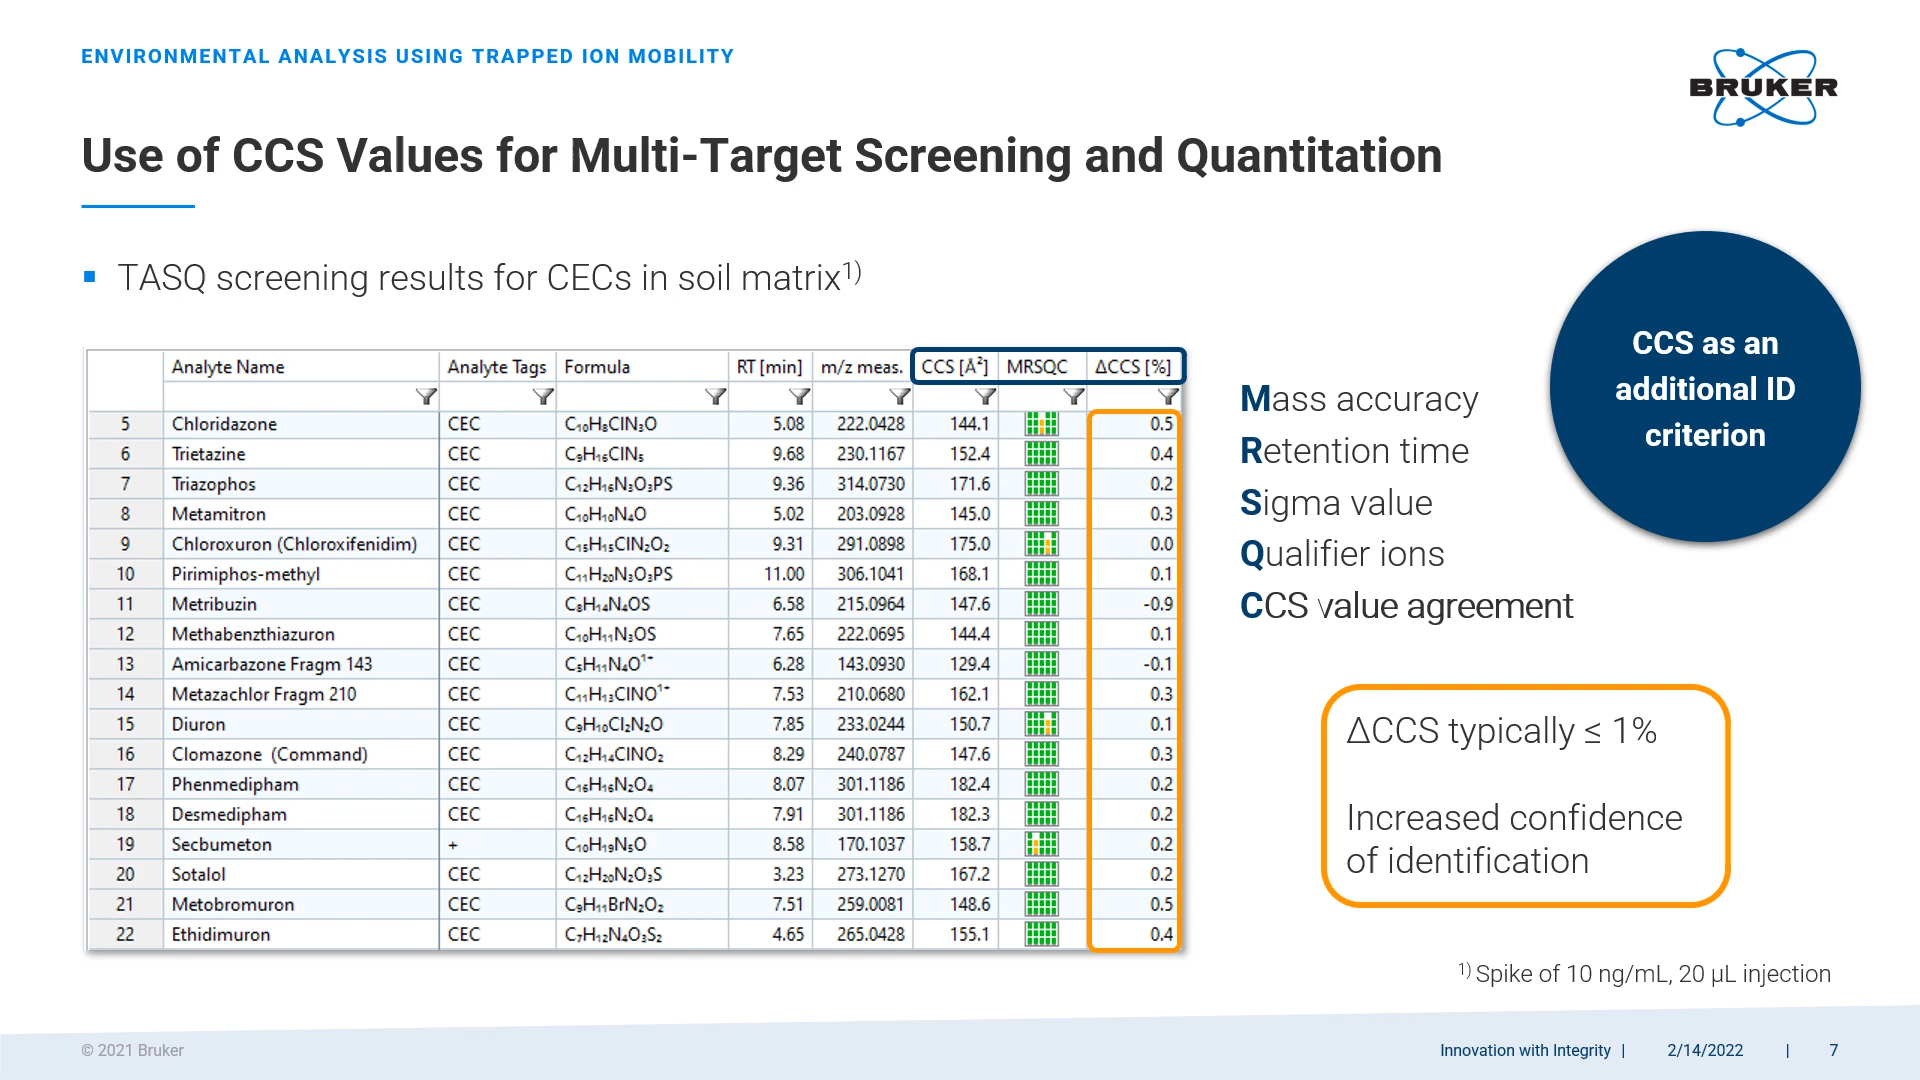 ENVIRONMENTAL ANALYSIS USING TRAPPED ION MOBILITY
BRUKER
Use of CCS Values for Multi-Target Screening and Quantitation
▪ TASQ screening results for CECs in soil matrix¹⁾
Analyte Name Analyte Tags Formula RT [min] m/z meas. CCS [Å²] MRSQC ΔCCS [%]
5 Chloridazone CEC C₁₀H₈ClN₃O 5.08 222.0428 144.1 0.5
6 Trietazine CEC C₉H₁₆ClN₅ 9.68 230.1167 152.4 0.4
7 Triazophos CEC C₁₂H₁₆N₃O₃PS 9.36 314.0730 171.6 0.2
8 Metamitron CEC C₁₀H₁₀N₄O 5.02 203.0928 145.0 0.3
9 Chloroxuron (Chloroxifenidim) CEC C₁₅H₁₅ClN₂O₂ 9.31 291.0898 175.0 0.0
10 Pirimiphos-methyl CEC C₁₁H₂₀N₃O₃PS 11.00 306.1041 168.1 0.1
11 Metribuzin CEC C₈H₁₄N₄OS 6.58 215.0964 147.6 -0.9
12 Methabenzthiazuron CEC C₁₀H₁₁N₃OS 7.65 222.0695 144.4 0.1
13 Amicarbazone Fragm 143 CEC C₅H₁₁N₄O¹⁺ 6.28 143.0930 129.4 -0.1
14 Metazachlor Fragm 210 CEC C₁₁H₁₃ClNO¹⁺ 7.53 210.0680 162.1 0.3
15 Diuron CEC C₉H₁₀Cl₂N₂O 7.85 233.0244 150.7 0.1
16 Clomazone (Command) CEC C₁₂H₁₄ClNO₂ 8.29 240.0787 147.6 0.3
17 Phenmedipham CEC C₁₆H₁₆N₂O₄ 8.07 301.1186 182.4 0.2
18 Desmedipham CEC C₁₆H₁₆N₂O₄ 7.91 301.1186 182.3 0.2
19 Secbumeton + C₁₀H₁₉N₅O 8.58 170.1037 158.7 0.2
20 Sotalol CEC C₁₂H₂₀N₂O₃S 3.23 273.1270 167.2 0.2
21 Metobromuron CEC C₉H₁₁BrN₂O₂ 7.51 259.0081 148.6 0.5
22 Ethidimuron CEC C₇H₁₂N₄O₃S₂ 4.65 265.0428 155.1 0.4
Mass accuracy
Retention time
Sigma value
Qualifier ions
CCS value agreement
CCS as an
additional ID
criterion
ΔCCS typically ≤ 1%
Increased confidence
of identification
¹⁾ Spike of 10 ng/mL, 20 µL injection
© 2021 Bruker
Innovation with Integrity | 2/14/2022 | 7